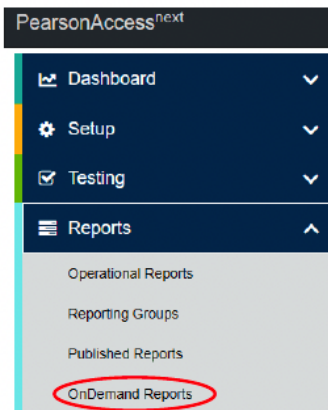 PearsonAccessnext
Dashboard
Setup
Testing
Reports
Operational Reports
Reporting Groups
Published Reports
OnDemand Reports